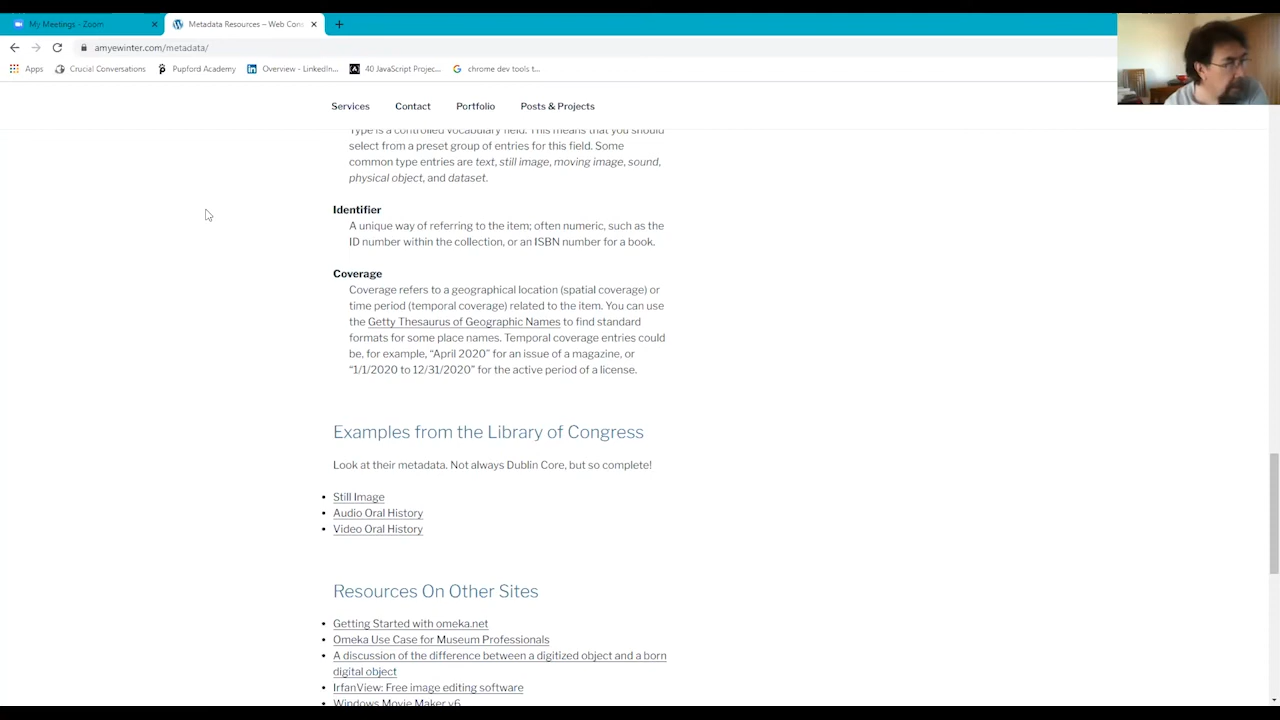 My Meetings - Zoom
Metadata Resources – Web Con
amyewinter.com/metadata/
Apps
Crucial Conversations
Pupford Academy
Overview - LinkedIn...
40 JavaScript Projec...
chrome dev tools t...
Services
Contact
Portfolio
Posts & Projects
Type is a controlled vocabulary field. This means that you should
select from a preset group of entries for this field. Some
common type entries are text, still image, moving image, sound,
physical object, and dataset.
Identifier
A unique way of referring to the item; often numeric, such as the
ID number within the collection, or an ISBN number for a book.
Coverage
Coverage refers to a geographical location (spatial coverage) or
time period (temporal coverage) related to the item. You can use
the Getty Thesaurus of Geographic Names to find standard
formats for some place names. Temporal coverage entries could
be, for example, “April 2020” for an issue of a magazine, or
“1/1/2020 to 12/31/2020” for the active period of a license.
Examples from the Library of Congress
Look at their metadata. Not always Dublin Core, but so complete!
Still Image
Audio Oral History
Video Oral History
Resources On Other Sites
Getting Started with omeka.net
Omeka Use Case for Museum Professionals
A discussion of the difference between a digitized object and a born
digital object
IrfanView: Free image editing software
Windows Movie Maker v6